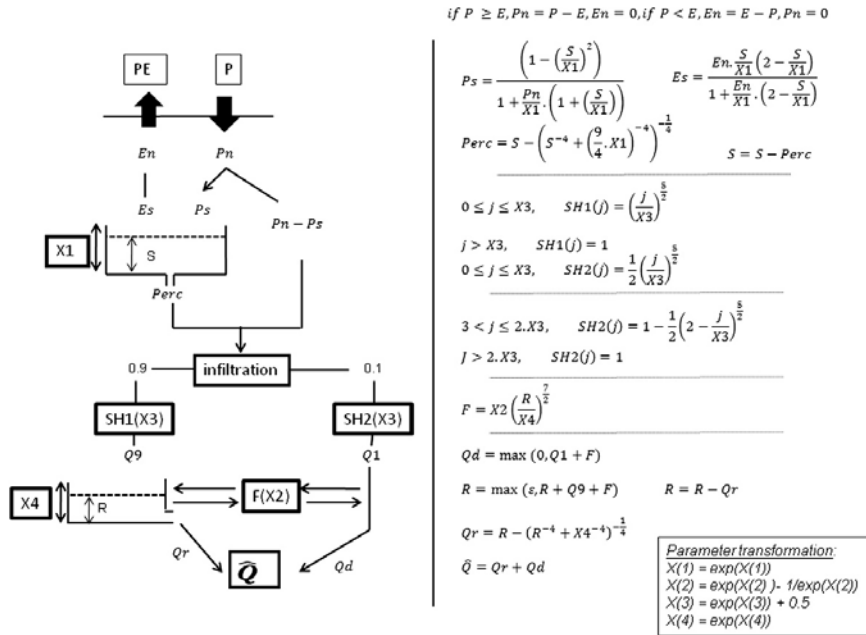 if P ≥ E, Pn = P − E, En = 0, if P < E, En = E − P, Pn = 0
PE P
En Pn
Es Ps
Pn − Ps
X1
S
Perc
0.9 infiltration 0.1
SH1(X3) SH2(X3)
Q9 Q1
X4
R
F(X2)
Qr Qd
Q̂
Ps = (1 − (S/X1)^2) / (1 + Pn/X1 . (1 + (S/X1)))
Es = (En. S/X1 (2 − S/X1)) / (1 + En/X1 . (2 − S/X1))
Perc = S − (S^−4 + (9/4 . X1)^−4)^−1/4
S = S − Perc
0 ≤ j ≤ X3, SH1(j) = (j/X3)^5/2
j > X3, SH1(j) = 1
0 ≤ j ≤ X3, SH2(j) = 1/2 (j/X3)^5/2
3 < j ≤ 2.X3, SH2(j) = 1 − 1/2 (2 − j/X3)^5/2
J > 2.X3, SH2(j) = 1
F = X2 (R/X4)^7/2
Qd = max (0, Q1 + F)
R = max (ε, R + Q9 + F) R = R − Qr
Qr = R − (R^−4 + X4^−4)^−1/4
Q̂ = Qr + Qd
Parameter transformation:
X(1) = exp(X(1))
X(2) = exp(X(2) )- 1/exp(X(2))
X(3) = exp(X(3)) + 0.5
X(4) = exp(X(4))